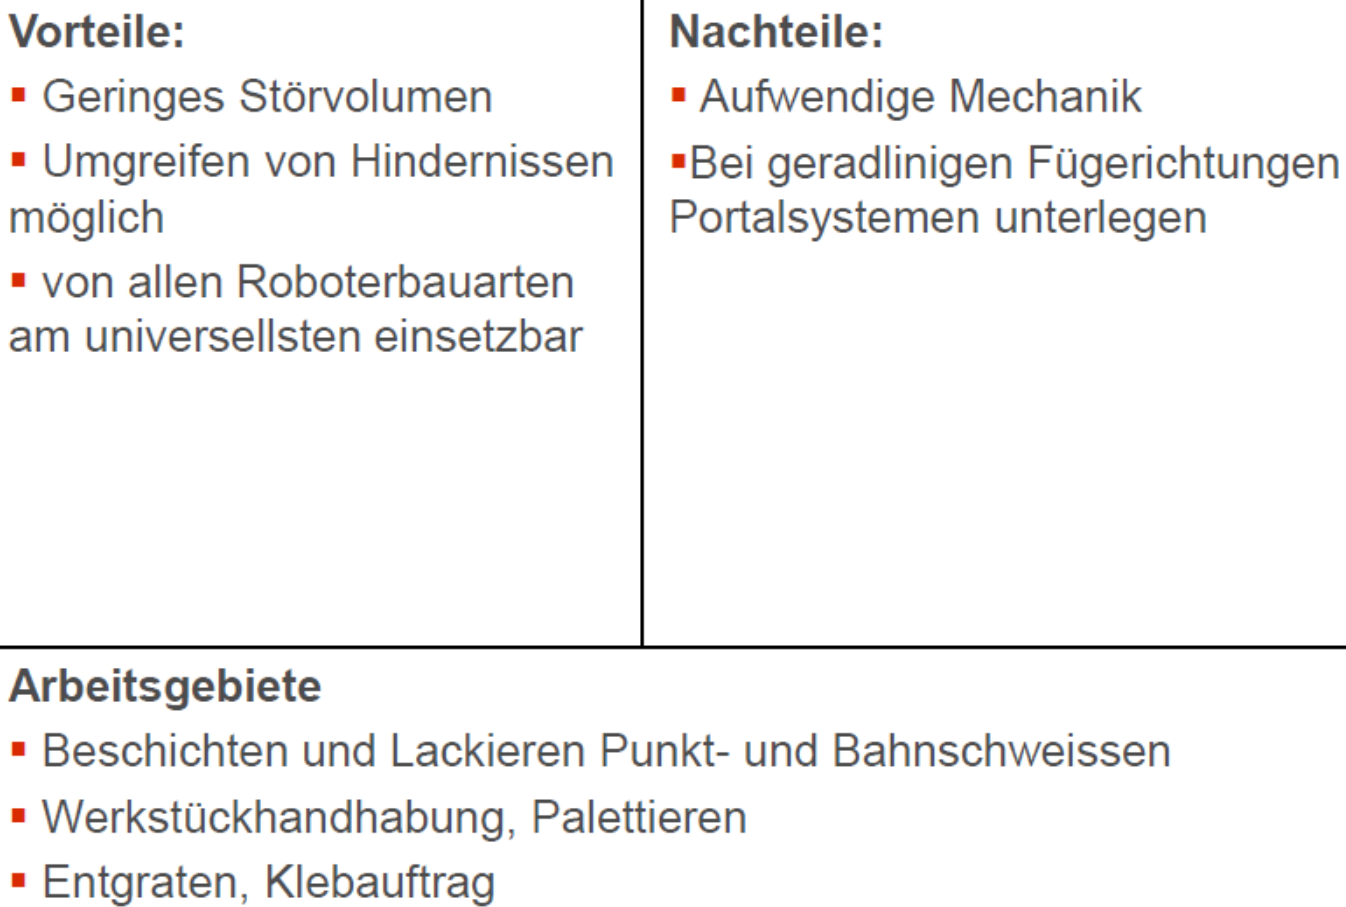 Vorteile:
▪ Geringes Störvolumen
▪ Umgreifen von Hindernissen
möglich
▪ von allen Roboterbauarten
am universellsten einsetzbar
Nachteile:
▪ Aufwendige Mechanik
▪Bei geradlinigen Fügerichtungen
Portalsystemen unterlegen
Arbeitsgebiete
▪ Beschichten und Lackieren Punkt- und Bahnschweissen
▪ Werkstückhandhabung, Palettieren
▪ Entgraten, Klebauftrag